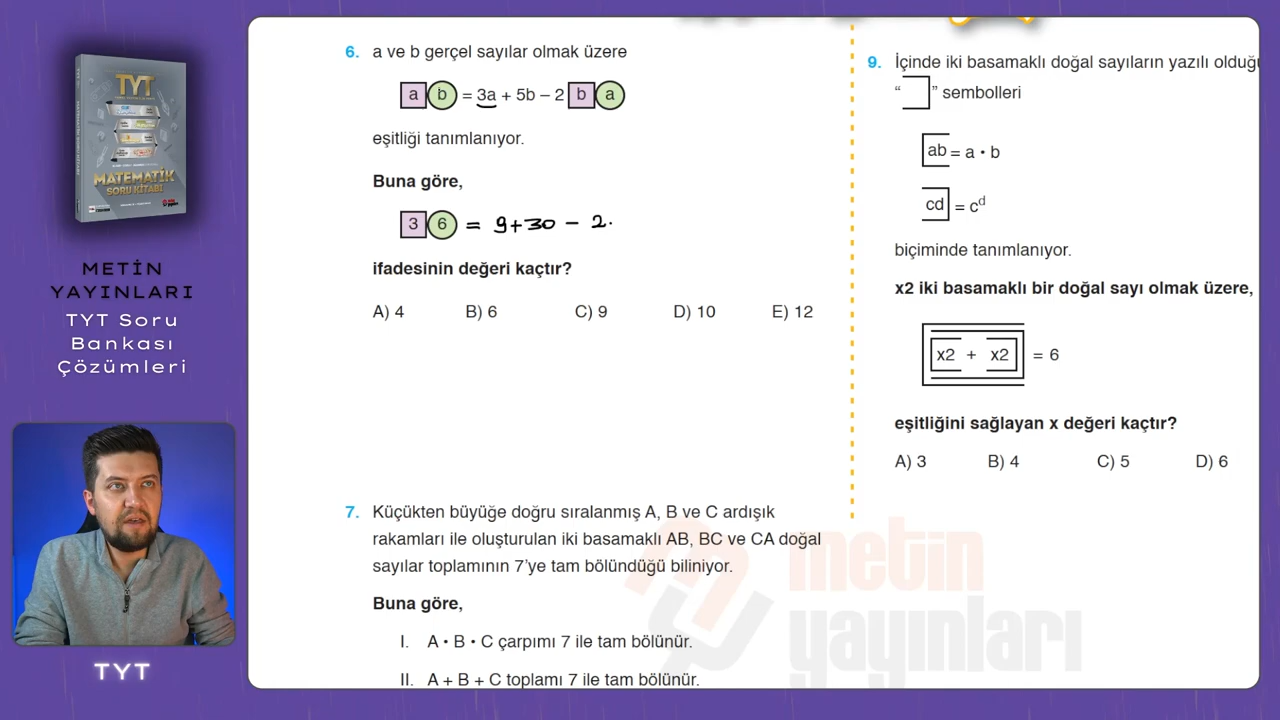 TYT
MATEMATİK
SORU KİTABI
METİN
YAYINLARI
TYT Soru
Bankası
Çözümleri
TYT
6. a ve b gerçel sayılar olmak üzere
a b = 3a + 5b – 2 b a
eşitliği tanımlanıyor.
Buna göre,
3 6 = 9+30 – 2.
ifadesinin değeri kaçtır?
A) 4 B) 6 C) 9 D) 10 E) 12
7. Küçükten büyüğe doğru sıralanmış A, B ve C ardışık
rakamları ile oluşturulan iki basamaklı AB, BC ve CA doğal
sayılar toplamının 7'ye tam bölündüğü biliniyor.
Buna göre,
I. A • B • C çarpımı 7 ile tam bölünür.
II. A + B + C toplamı 7 ile tam bölünür.
9. İçinde iki basamaklı doğal sayıların yazılı olduğu
“ ” sembolleri
ab = a • b
cd = c^d
biçiminde tanımlanıyor.
x2 iki basamaklı bir doğal sayı olmak üzere,
x2 + x2 = 6
eşitliğini sağlayan x değeri kaçtır?
A) 3 B) 4 C) 5 D) 6
metin
yayınları